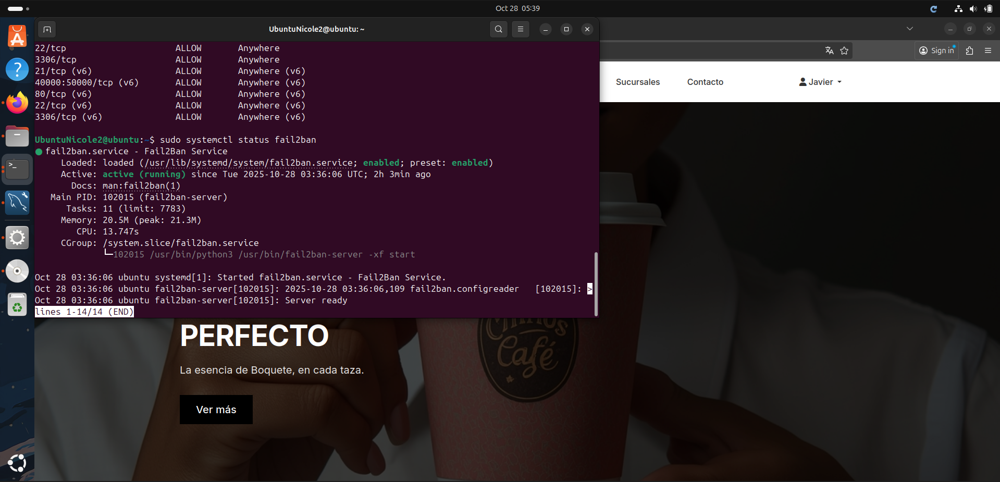 Oct 28 05:39
UbuntuNicole2@ubuntu: ~
22/tcp ALLOW Anywhere
3306/tcp ALLOW Anywhere
21/tcp (v6) ALLOW Anywhere (v6)
40000:50000/tcp (v6) ALLOW Anywhere (v6)
80/tcp (v6) ALLOW Anywhere (v6)
22/tcp (v6) ALLOW Anywhere (v6)
3306/tcp (v6) ALLOW Anywhere (v6)
UbuntuNicole2@ubuntu:~$ sudo systemctl status fail2ban
● fail2ban.service - Fail2Ban Service
Loaded: loaded (/usr/lib/systemd/system/fail2ban.service; enabled; preset: enabled)
Active: active (running) since Tue 2025-10-28 03:36:06 UTC; 2h 3min ago
Docs: man:fail2ban(1)
Main PID: 102015 (fail2ban-server)
Tasks: 11 (limit: 7783)
Memory: 20.5M (peak: 21.3M)
CPU: 13.747s
CGroup: /system.slice/fail2ban.service
└─102015 /usr/bin/python3 /usr/bin/fail2ban-server -xf start
Oct 28 03:36:06 ubuntu systemd[1]: Started fail2ban.service - Fail2Ban Service.
Oct 28 03:36:06 ubuntu fail2ban-server[102015]: 2025-10-28 03:36:06,109 fail2ban.configreader [102015]: >
Oct 28 03:36:06 ubuntu fail2ban-server[102015]: Server ready
lines 1-14/14 (END)
Sign in
Sucursales Contacto Javier
PERFECTO
La esencia de Boquete, en cada taza.
Ver más
Café